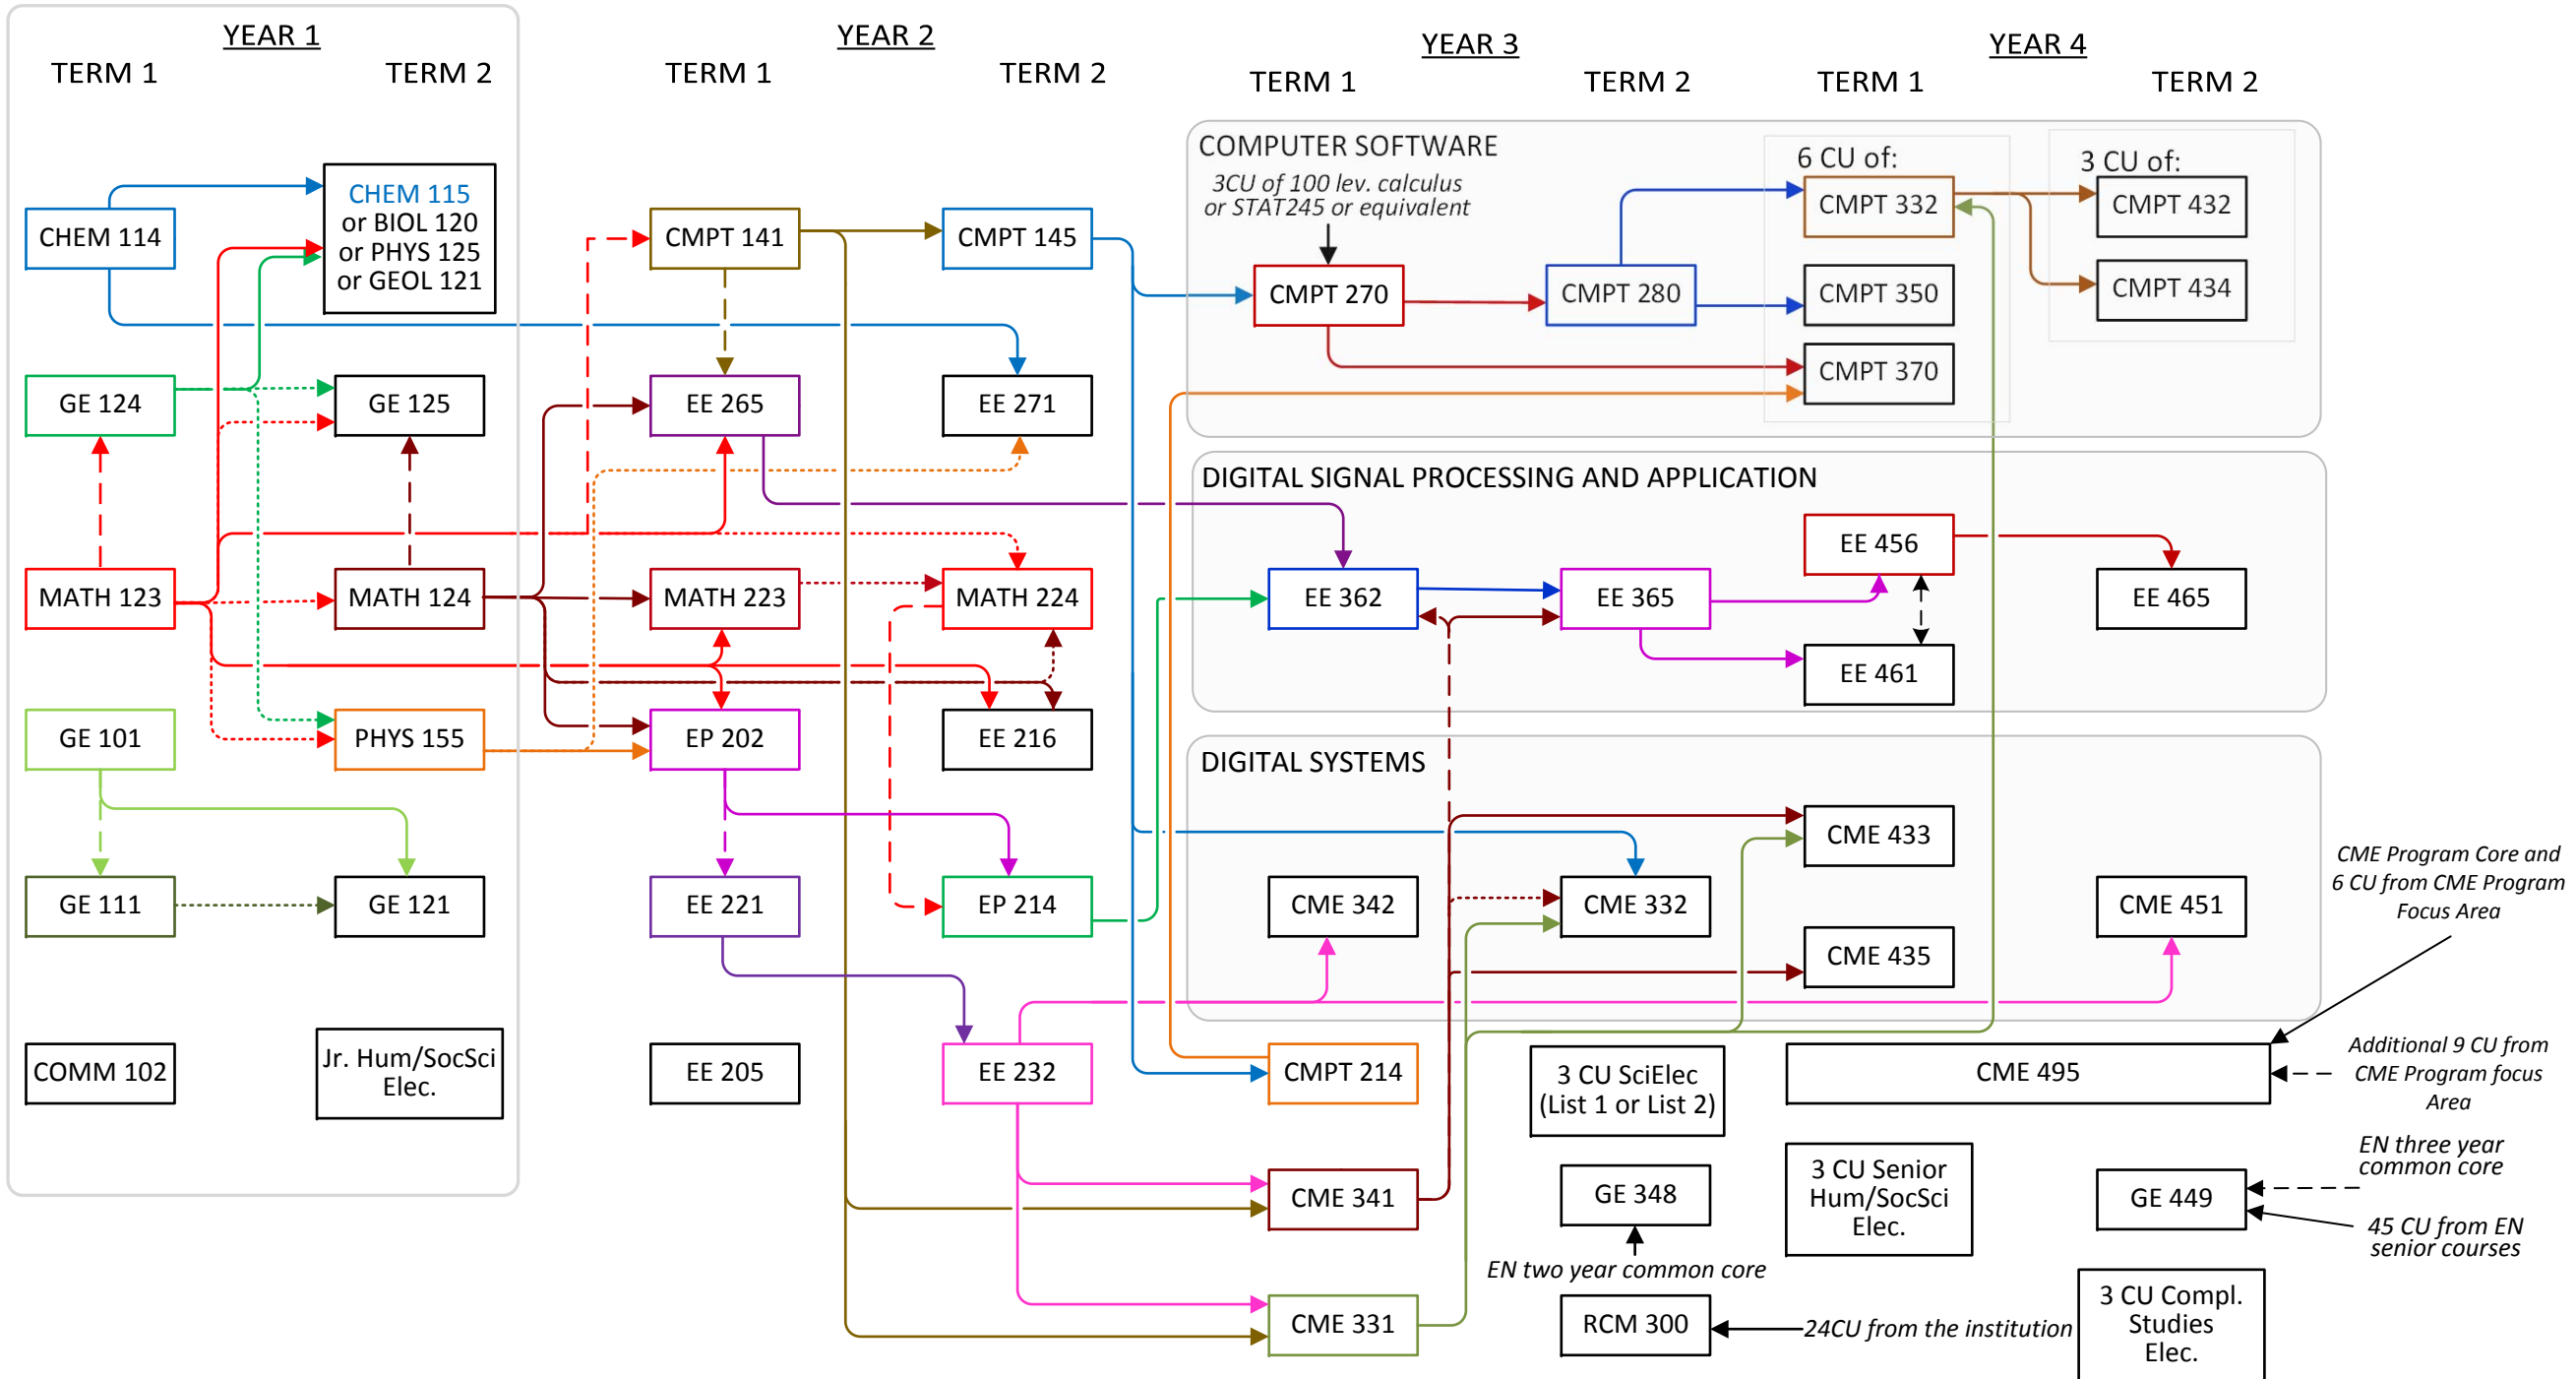 YEAR 1
YEAR 2
YEAR 3
YEAR 4
TERM 1
TERM 2
TERM 1
TERM 2
TERM 1
TERM 2
TERM 1
TERM 2
CHEM 114
CHEM 115
or BIOL 120
or PHYS 125
or GEOL 121
CMPT 141
CMPT 145
COMPUTER SOFTWARE
3CU of 100 lev. calculus
or STAT245 or equivalent
CMPT 270
CMPT 280
6 CU of:
CMPT 332
CMPT 350
CMPT 370
3 CU of:
CMPT 432
CMPT 434
GE 124
GE 125
EE 265
EE 271
DIGITAL SIGNAL PROCESSING AND APPLICATION
MATH 123
MATH 124
MATH 223
MATH 224
EE 362
EE 365
EE 456
EE 461
EE 465
GE 101
PHYS 155
EP 202
EE 216
DIGITAL SYSTEMS
GE 111
GE 121
EE 221
EP 214
CME 342
CME 332
CME 433
CME 435
CME 451
CME Program Core and
6 CU from CME Program
Focus Area
COMM 102
Jr. Hum/SocSci
Elec.
EE 205
EE 232
CMPT 214
3 CU SciElec
(List 1 or List 2)
CME 495
Additional 9 CU from
CME Program focus
Area
CME 341
GE 348
EN two year common core
3 CU Senior
Hum/SocSci
Elec.
GE 449
EN three year
common core
45 CU from EN
senior courses
CME 331
RCM 300
24CU from the institution
3 CU Compl.
Studies
Elec.